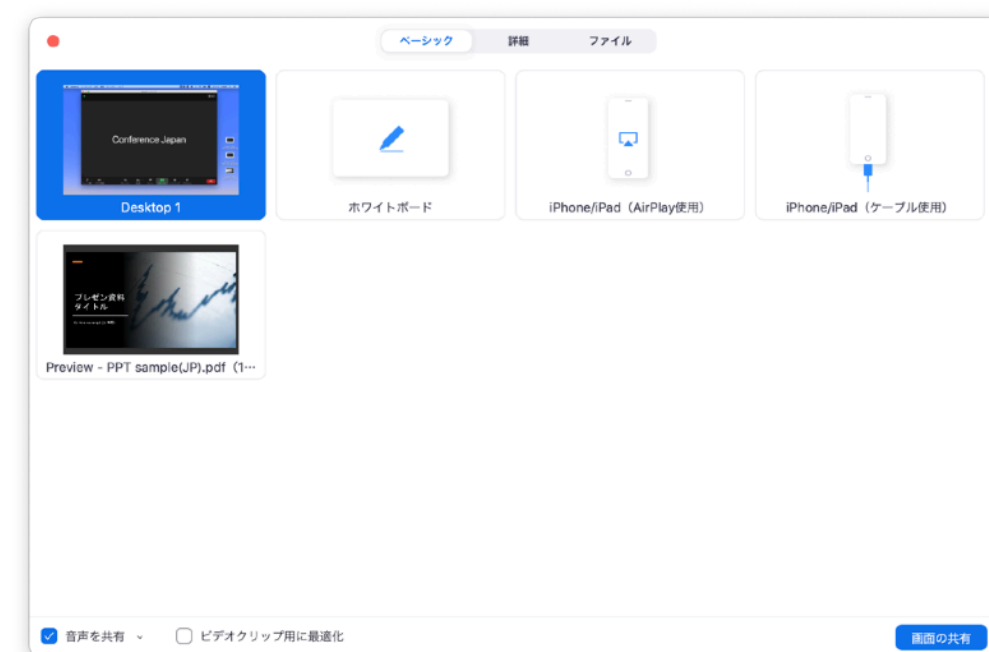 ベーシック
詳細
ファイル
Conference Japan
Desktop 1
ホワイトボード
iPhone/iPad（AirPlay使用）
iPhone/iPad（ケーブル使用）
プレゼン資料
タイトル
Preview - PPT sample(JP).pdf（1…
音声を共有
ビデオクリップ用に最適化
画面の共有